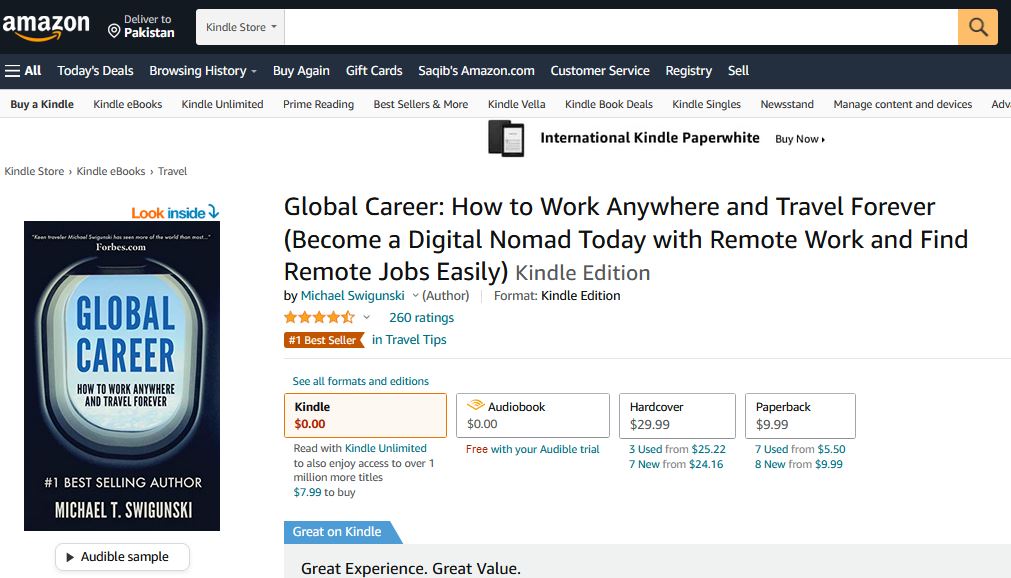 amazon
Deliver to
Pakistan
Kindle Store
All
Today's Deals
Browsing History
Buy Again
Gift Cards
Saqib's Amazon.com
Customer Service
Registry
Sell
Buy a Kindle
Kindle eBooks
Kindle Unlimited
Prime Reading
Best Sellers & More
Kindle Vella
Kindle Book Deals
Kindle Singles
Newsstand
Manage content and devices
Adv
International Kindle Paperwhite
Buy Now
Kindle Store › Kindle eBooks › Travel
Look inside
"Keen traveler Michael Swigunski has seen more of the world than most..."
Forbes.com
GLOBAL
CAREER
HOW TO WORK ANYWHERE
AND TRAVEL FOREVER
#1 BEST SELLING AUTHOR
MICHAEL T. SWIGUNSKI
Audible sample
Global Career: How to Work Anywhere and Travel Forever
(Become a Digital Nomad Today with Remote Work and Find
Remote Jobs Easily) Kindle Edition
by Michael Swigunski (Author) | Format: Kindle Edition
260 ratings
#1 Best Seller in Travel Tips
See all formats and editions
Kindle
$0.00
Read with Kindle Unlimited
to also enjoy access to over 1
million more titles
$7.99 to buy
Audiobook
$0.00
Free with your Audible trial
Hardcover
$29.99
3 Used from $25.22
7 New from $24.16
Paperback
$9.99
7 Used from $5.50
8 New from $9.99
Great on Kindle
Great Experience. Great Value.